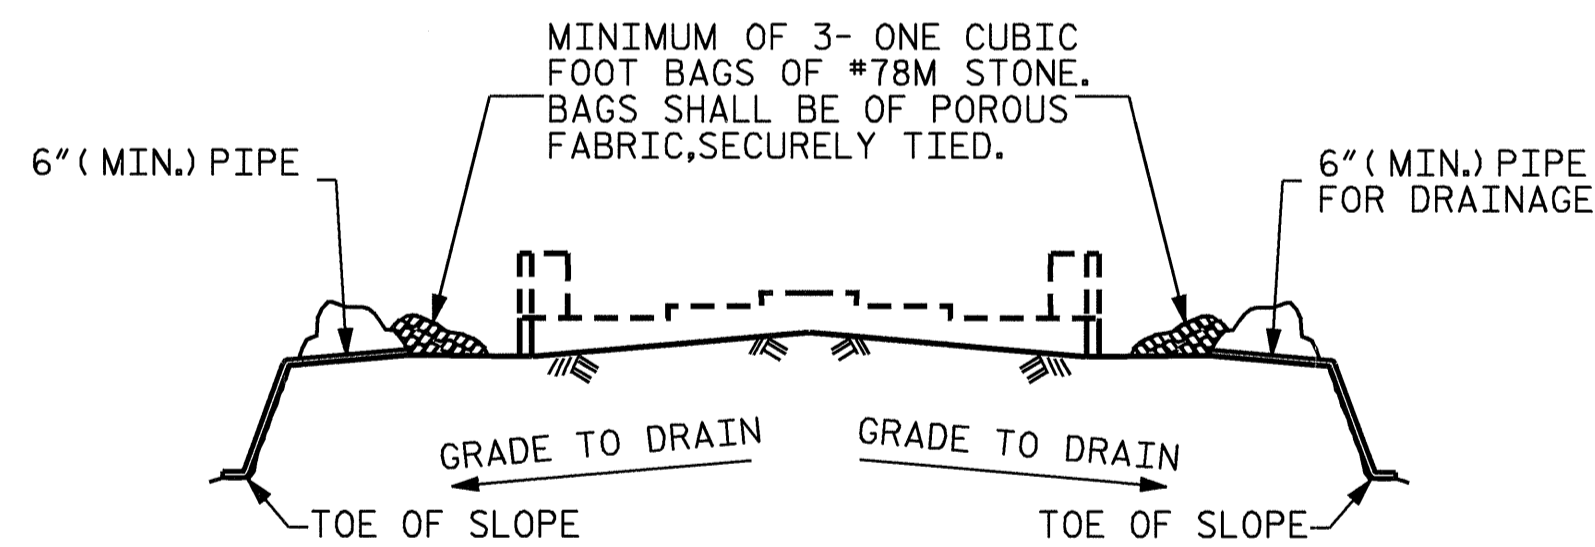 MINIMUM OF 3- ONE CUBIC
FOOT BAGS OF #78M STONE.
BAGS SHALL BE OF POROUS
FABRIC,SECURELY TIED.
6"(MIN.) PIPE
6"(MIN.) PIPE
FOR DRAINAGE
GRADE TO DRAIN
GRADE TO DRAIN
TOE OF SLOPE
TOE OF SLOPE